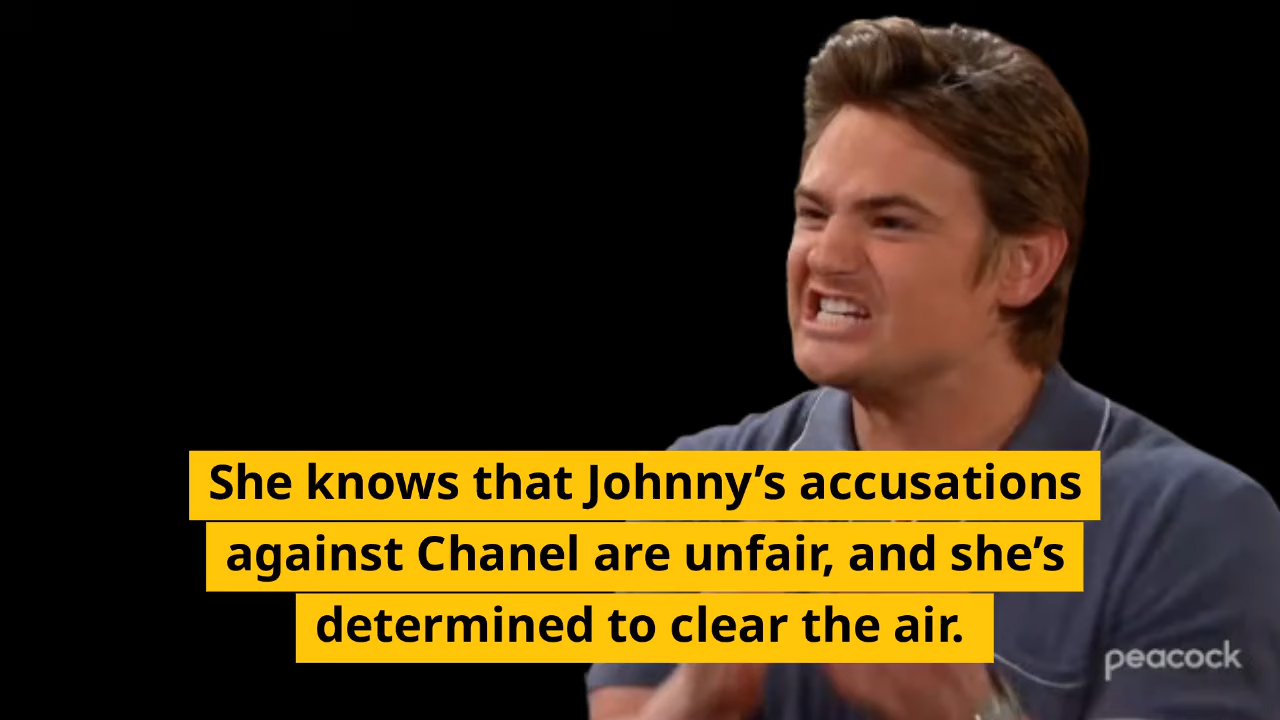 She knows that Johnny’s accusations
against Chanel are unfair, and she’s
determined to clear the air.
peacock